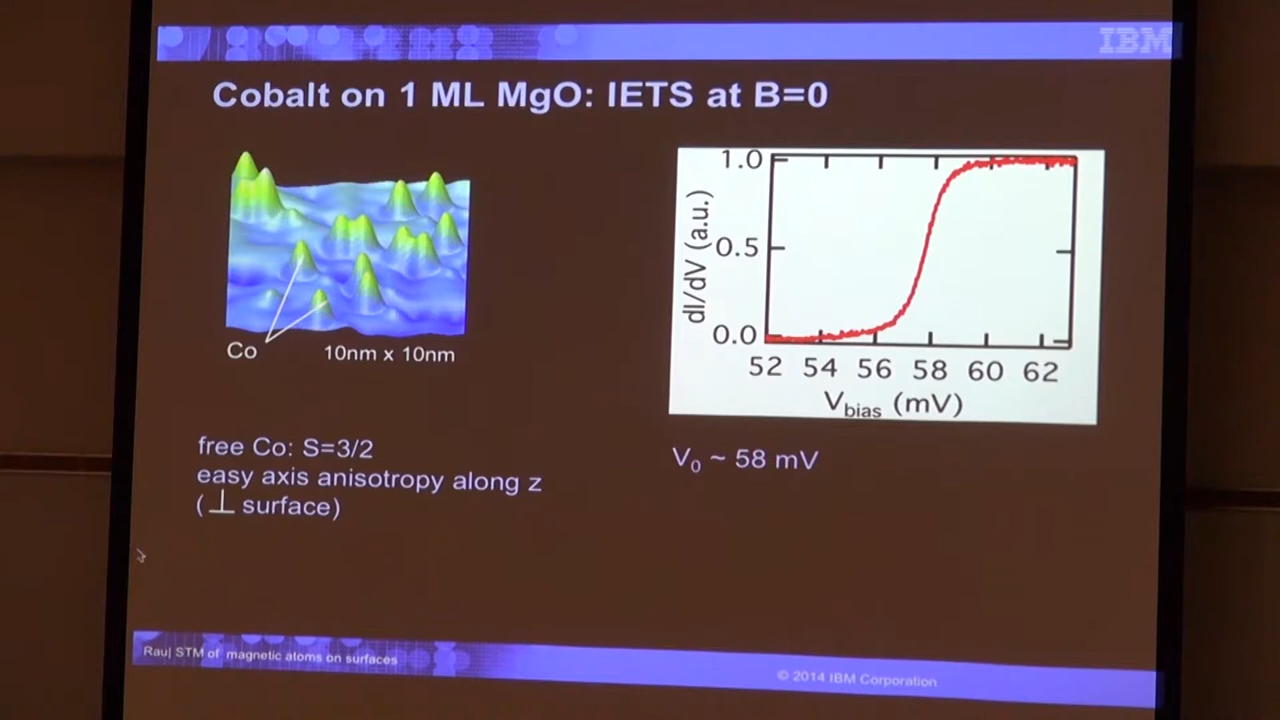 IBM
Cobalt on 1 ML MgO: IETS at B=0
Co
10nm x 10nm
free Co: S=3/2
easy axis anisotropy along z
(⊥ surface)
1.0
0.5
0.0
dI/dV (a.u.)
52 54 56 58 60 62
Vbias (mV)
V0 ~ 58 mV
Rau| STM of magnetic atoms on surfaces
© 2014 IBM Corporation